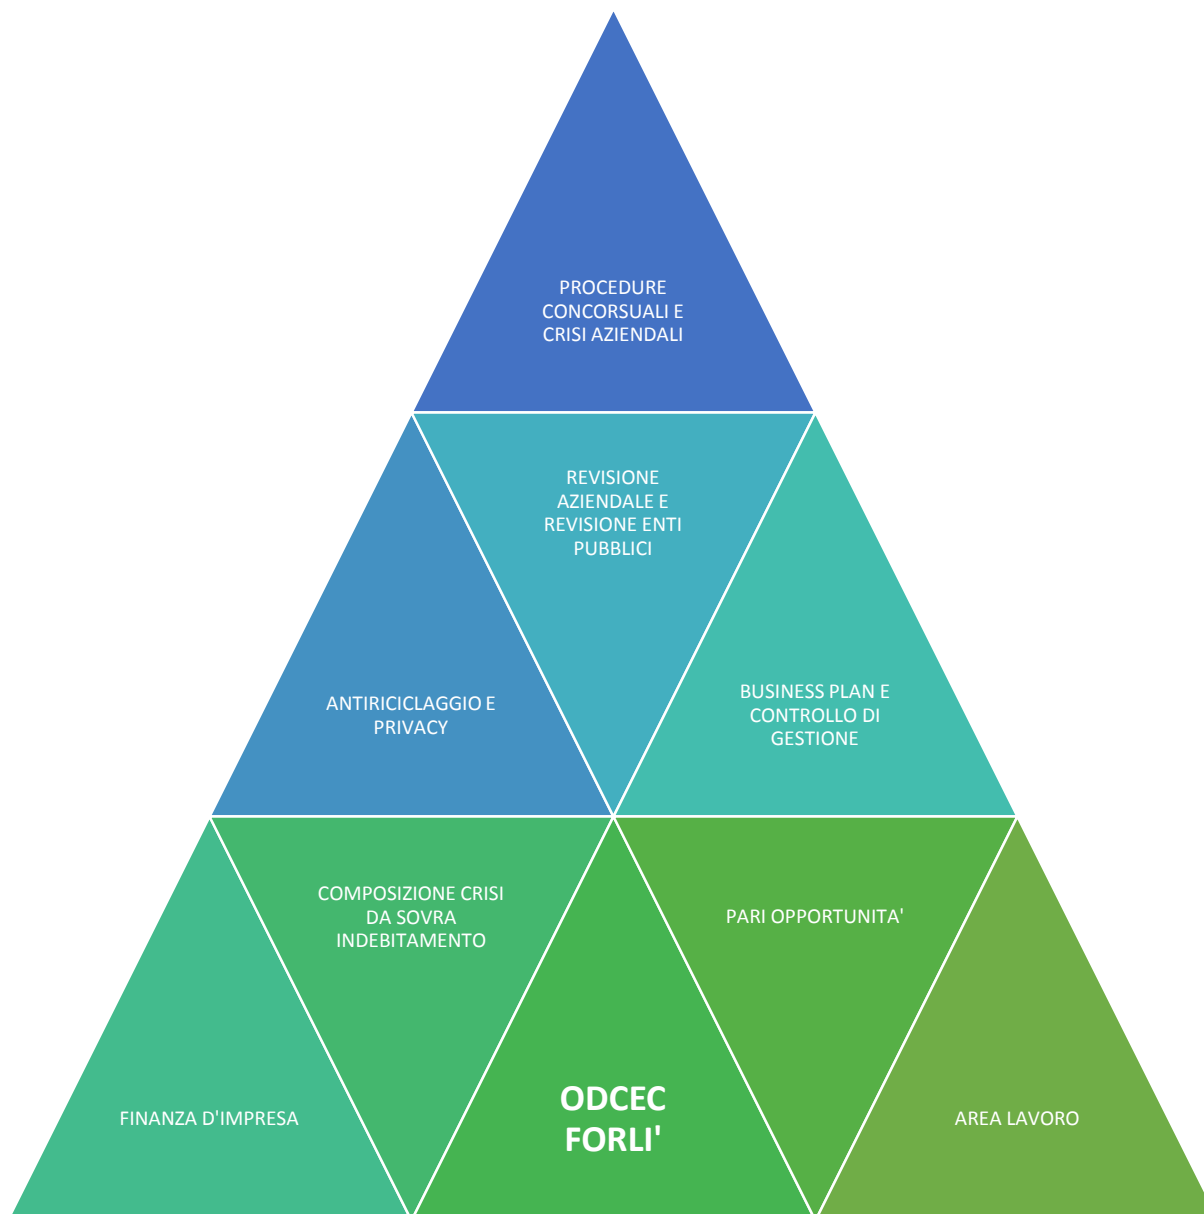 PROCEDURE
CONCORSUALI E
CRISI AZIENDALI
REVISIONE
AZIENDALE E
REVISIONE ENTI
PUBBLICI
ANTIRICICLAGGIO E
PRIVACY
BUSINESS PLAN E
CONTROLLO DI
GESTIONE
COMPOSIZIONE CRISI
DA SOVRA
INDEBITAMENTO
PARI OPPORTUNITA'
FINANZA D'IMPRESA
ODCEC
FORLI'
AREA LAVORO